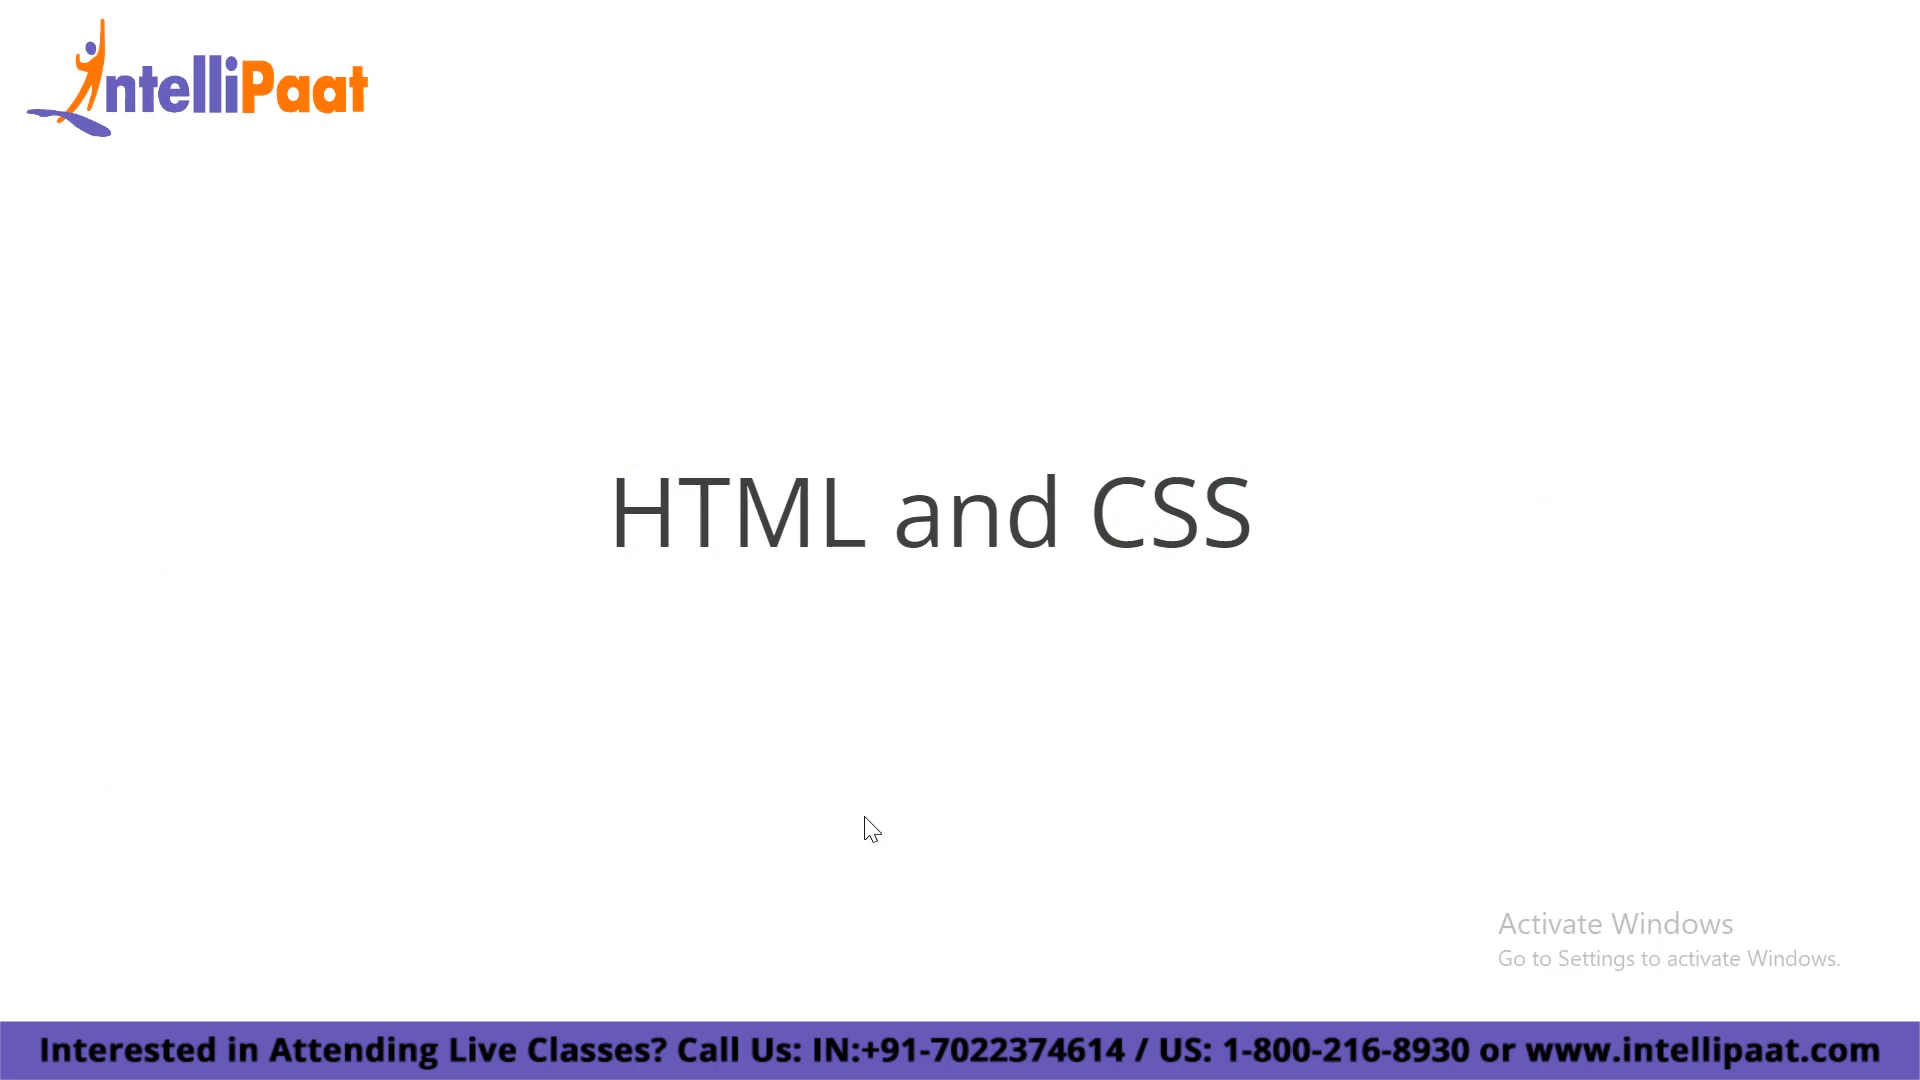 IntelliPaat
HTML and CSS
Activate Windows
Go to Settings to activate Windows.
Interested in Attending Live Classes? Call Us: IN:+91-7022374614 / US: 1-800-216-8930 or www.intellipaat.com